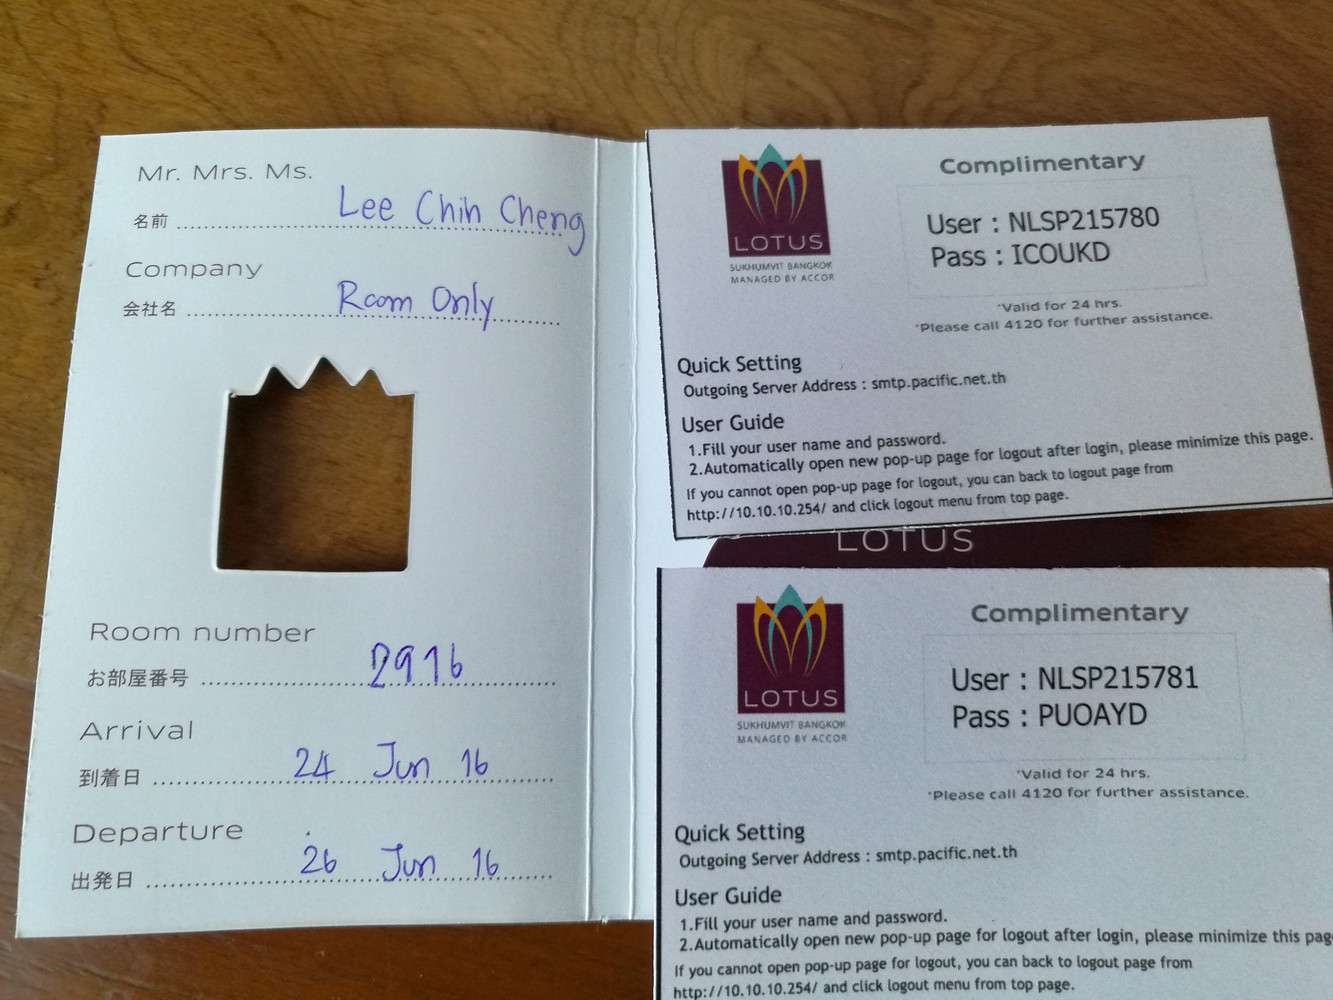 Mr. Mrs. Ms.
名前 Lee Chin Cheng
Company
会社名 Room Only
Room number
お部屋番号 2916
Arrival
到着日 24 Jun 16
Departure
出発日 26 Jun 16
LOTUS
SUKHUMVIT BANGKOK
MANAGED BY ACCOR
Complimentary
User : NLSP215780
Pass : ICOUKD
*Valid for 24 hrs.
*Please call 4120 for further assistance.
Quick Setting
Outgoing Server Address : smtp.pacific.net.th
User Guide
1.Fill your user name and password.
2.Automatically open new pop-up page for logout after login, please minimize this page.
If you cannot open pop-up page for logout, you can back to logout page from
http://10.10.10.254/ and click logout menu from top page.
LOTUS
LOTUS
SUKHUMVIT BANGKOK
MANAGED BY ACCOR
Complimentary
User : NLSP215781
Pass : PUOAYD
*Valid for 24 hrs.
*Please call 4120 for further assistance.
Quick Setting
Outgoing Server Address : smtp.pacific.net.th
User Guide
1.Fill your user name and password.
2.Automatically open new pop-up page for logout after login, please minimize this pag
If you cannot open pop-up page for logout, you can back to logout page from
http://10.10.10.254/ and click logout menu from top page.